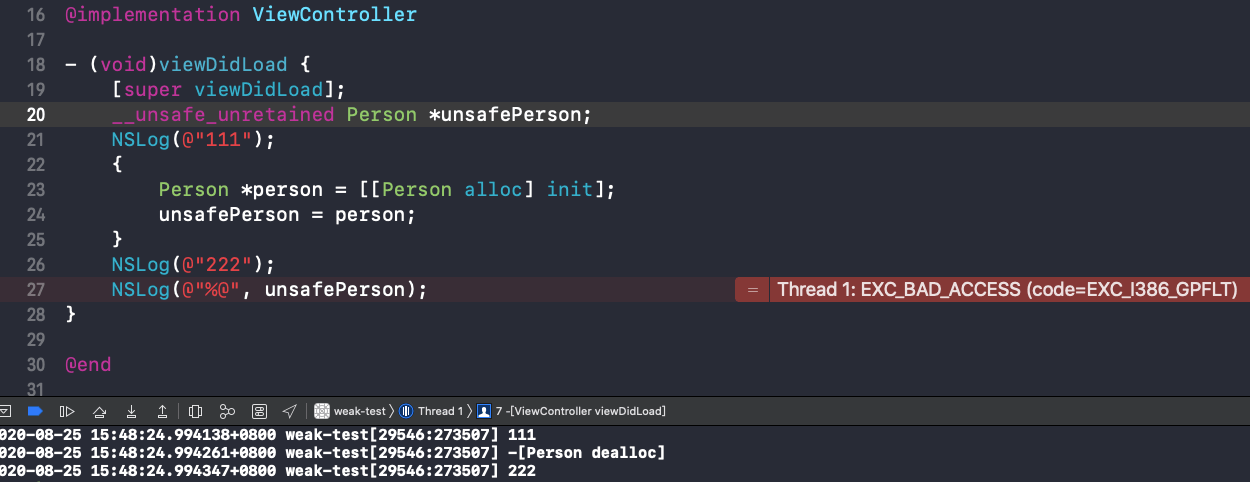 16 @implementation ViewController
17
18 - (void)viewDidLoad {
19 [super viewDidLoad];
20 __unsafe_unretained Person *unsafePerson;
21 NSLog(@"111");
22 {
23 Person *person = [[Person alloc] init];
24 unsafePerson = person;
25 }
26 NSLog(@"222");
27 NSLog(@"%@", unsafePerson); = Thread 1: EXC_BAD_ACCESS (code=EXC_I386_GPFLT)
28 }
29
30 @end
31
weak-test 〉 Thread 1 〉 7 -[ViewController viewDidLoad]
020-08-25 15:48:24.994138+0800 weak-test[29546:273507] 111
020-08-25 15:48:24.994261+0800 weak-test[29546:273507] -[Person dealloc]
020-08-25 15:48:24.994347+0800 weak-test[29546:273507] 222